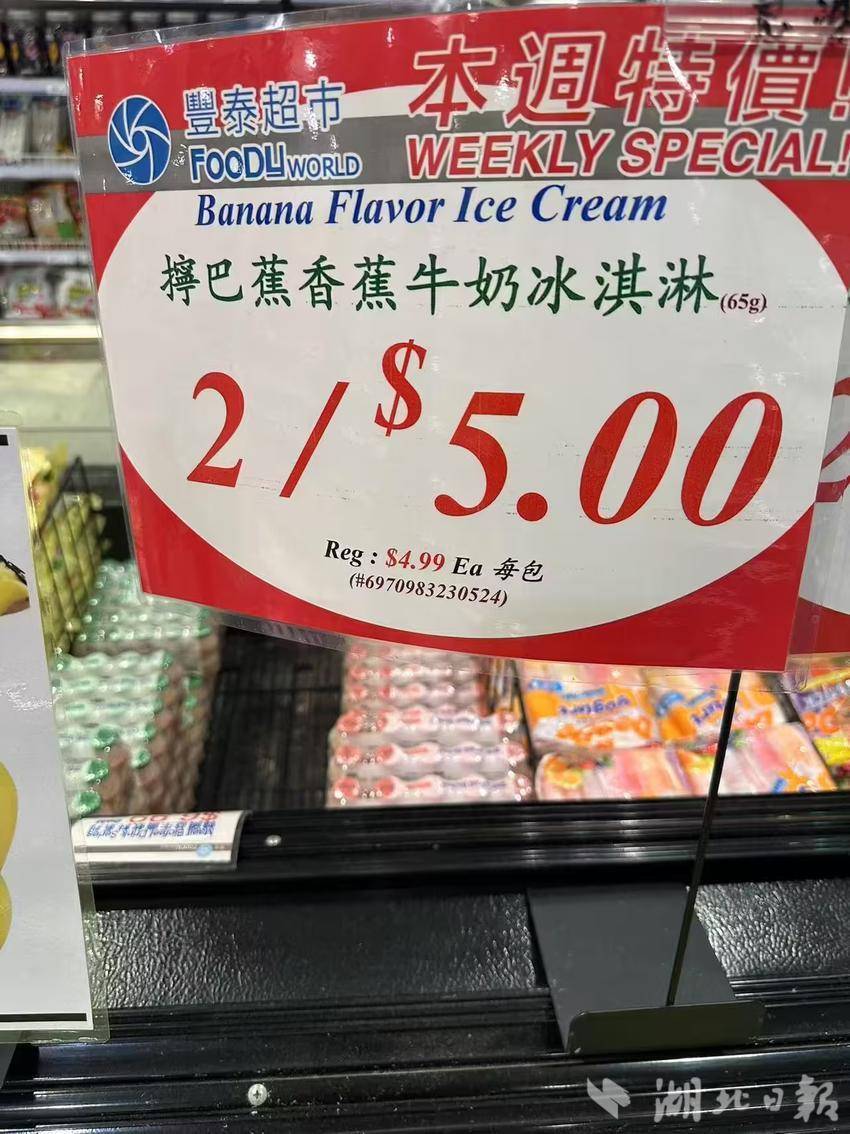 豐泰超市
FOODY WORLD
本週特價!
WEEKLY SPECIAL!
Banana Flavor Ice Cream
擰巴蕉香蕉牛奶冰淇淋(65g)
2/$5.00
Reg : $4.99 Ea 每包
(#6970983230524)
yogurt
湖北日報